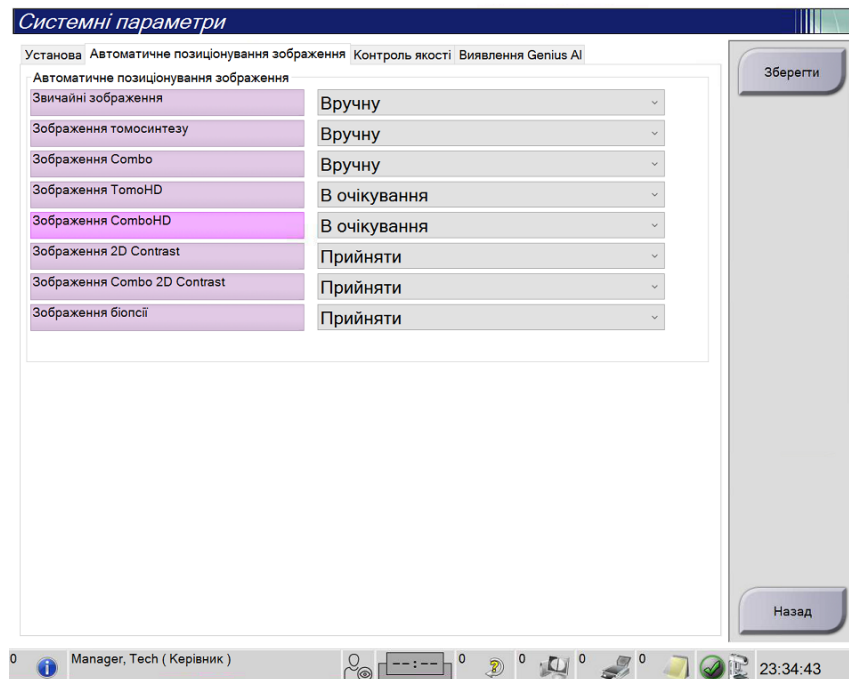 Системні параметри
Установа Автоматичне позиціонування зображення Контроль якості Виявлення Genius AI
Зберегти
Автоматичне позиціонування зображення
Звичайні зображення Вручну
Зображення томосинтезу Вручну
Зображення Combo Вручну
Зображення TomoHD В очікування
Зображення ComboHD В очікування
Зображення 2D Contrast Прийняти
Зображення Combo 2D Contrast Прийняти
Зображення біопсії Прийняти
Назад
0 Manager, Tech ( Керівник ) --:-- 0 0 0 0 23:34:43